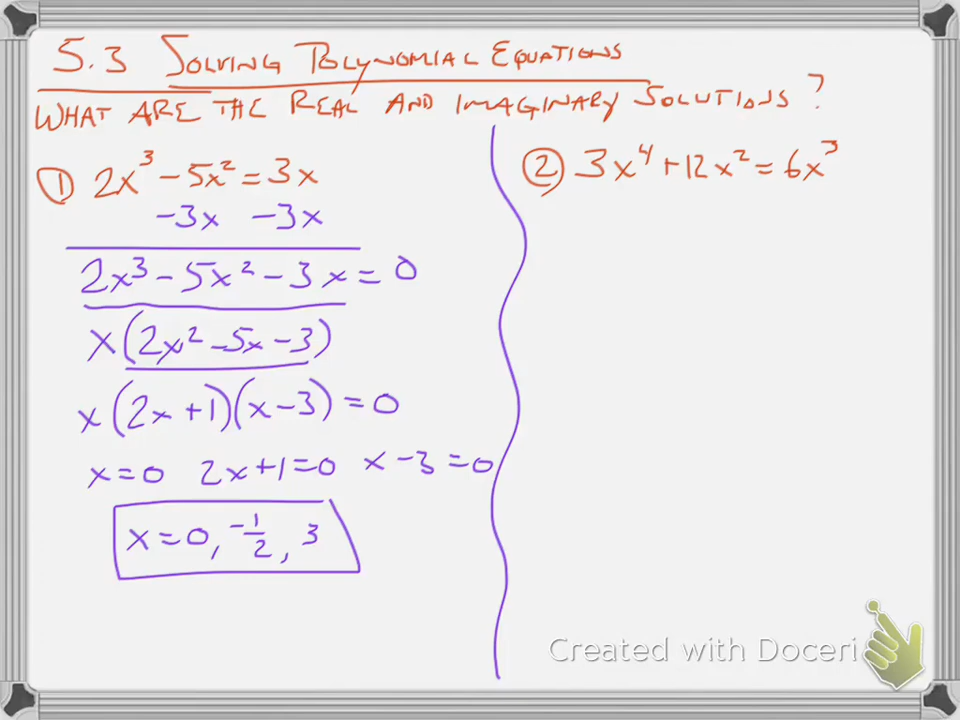 5.3 Solving Polynomial Equations
What are the Real and Imaginary Solutions?
① 2x³ - 5x² = 3x
-3x -3x
2x³ - 5x² - 3x = 0
x(2x² - 5x - 3)
x(2x + 1)(x - 3) = 0
x = 0 2x + 1 = 0 x - 3 = 0
x = 0, -1/2, 3
② 3x⁴ + 12x² = 6x³
Created with Doceri